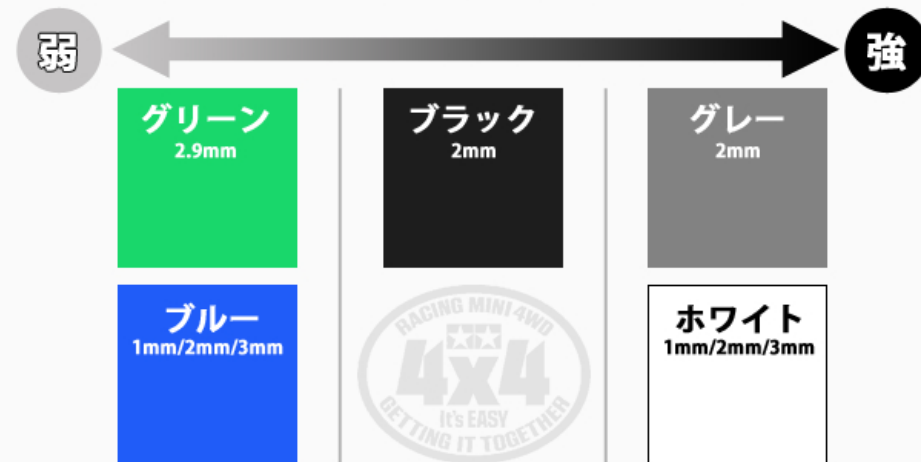 弱
強
グリーン
2.9mm
ブラック
2mm
グレー
2mm
ブルー
1mm/2mm/3mm
ホワイト
1mm/2mm/3mm
RACING MINI 4WD
4x4
It's EASY
GETTING IT TOGETHER